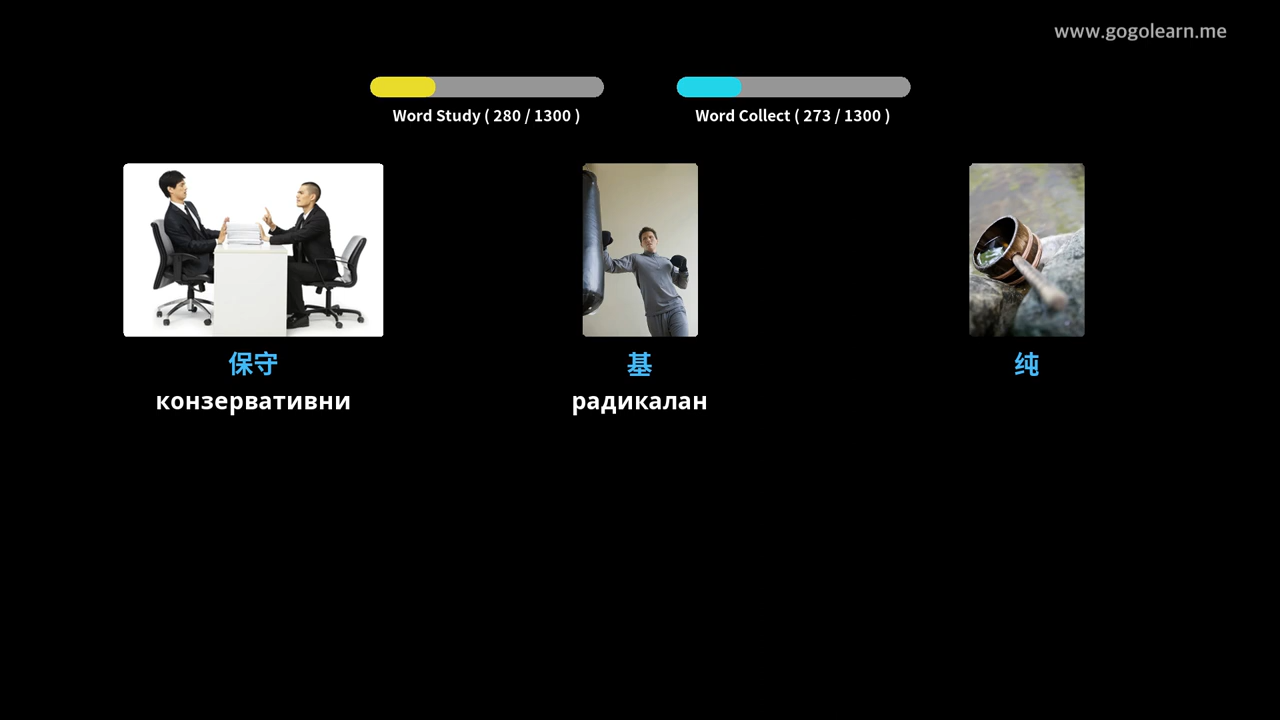 www.gogolearn.me
Word Study ( 280 / 1300 )
Word Collect ( 273 / 1300 )
保守
基
纯
конзервативни
радикалан